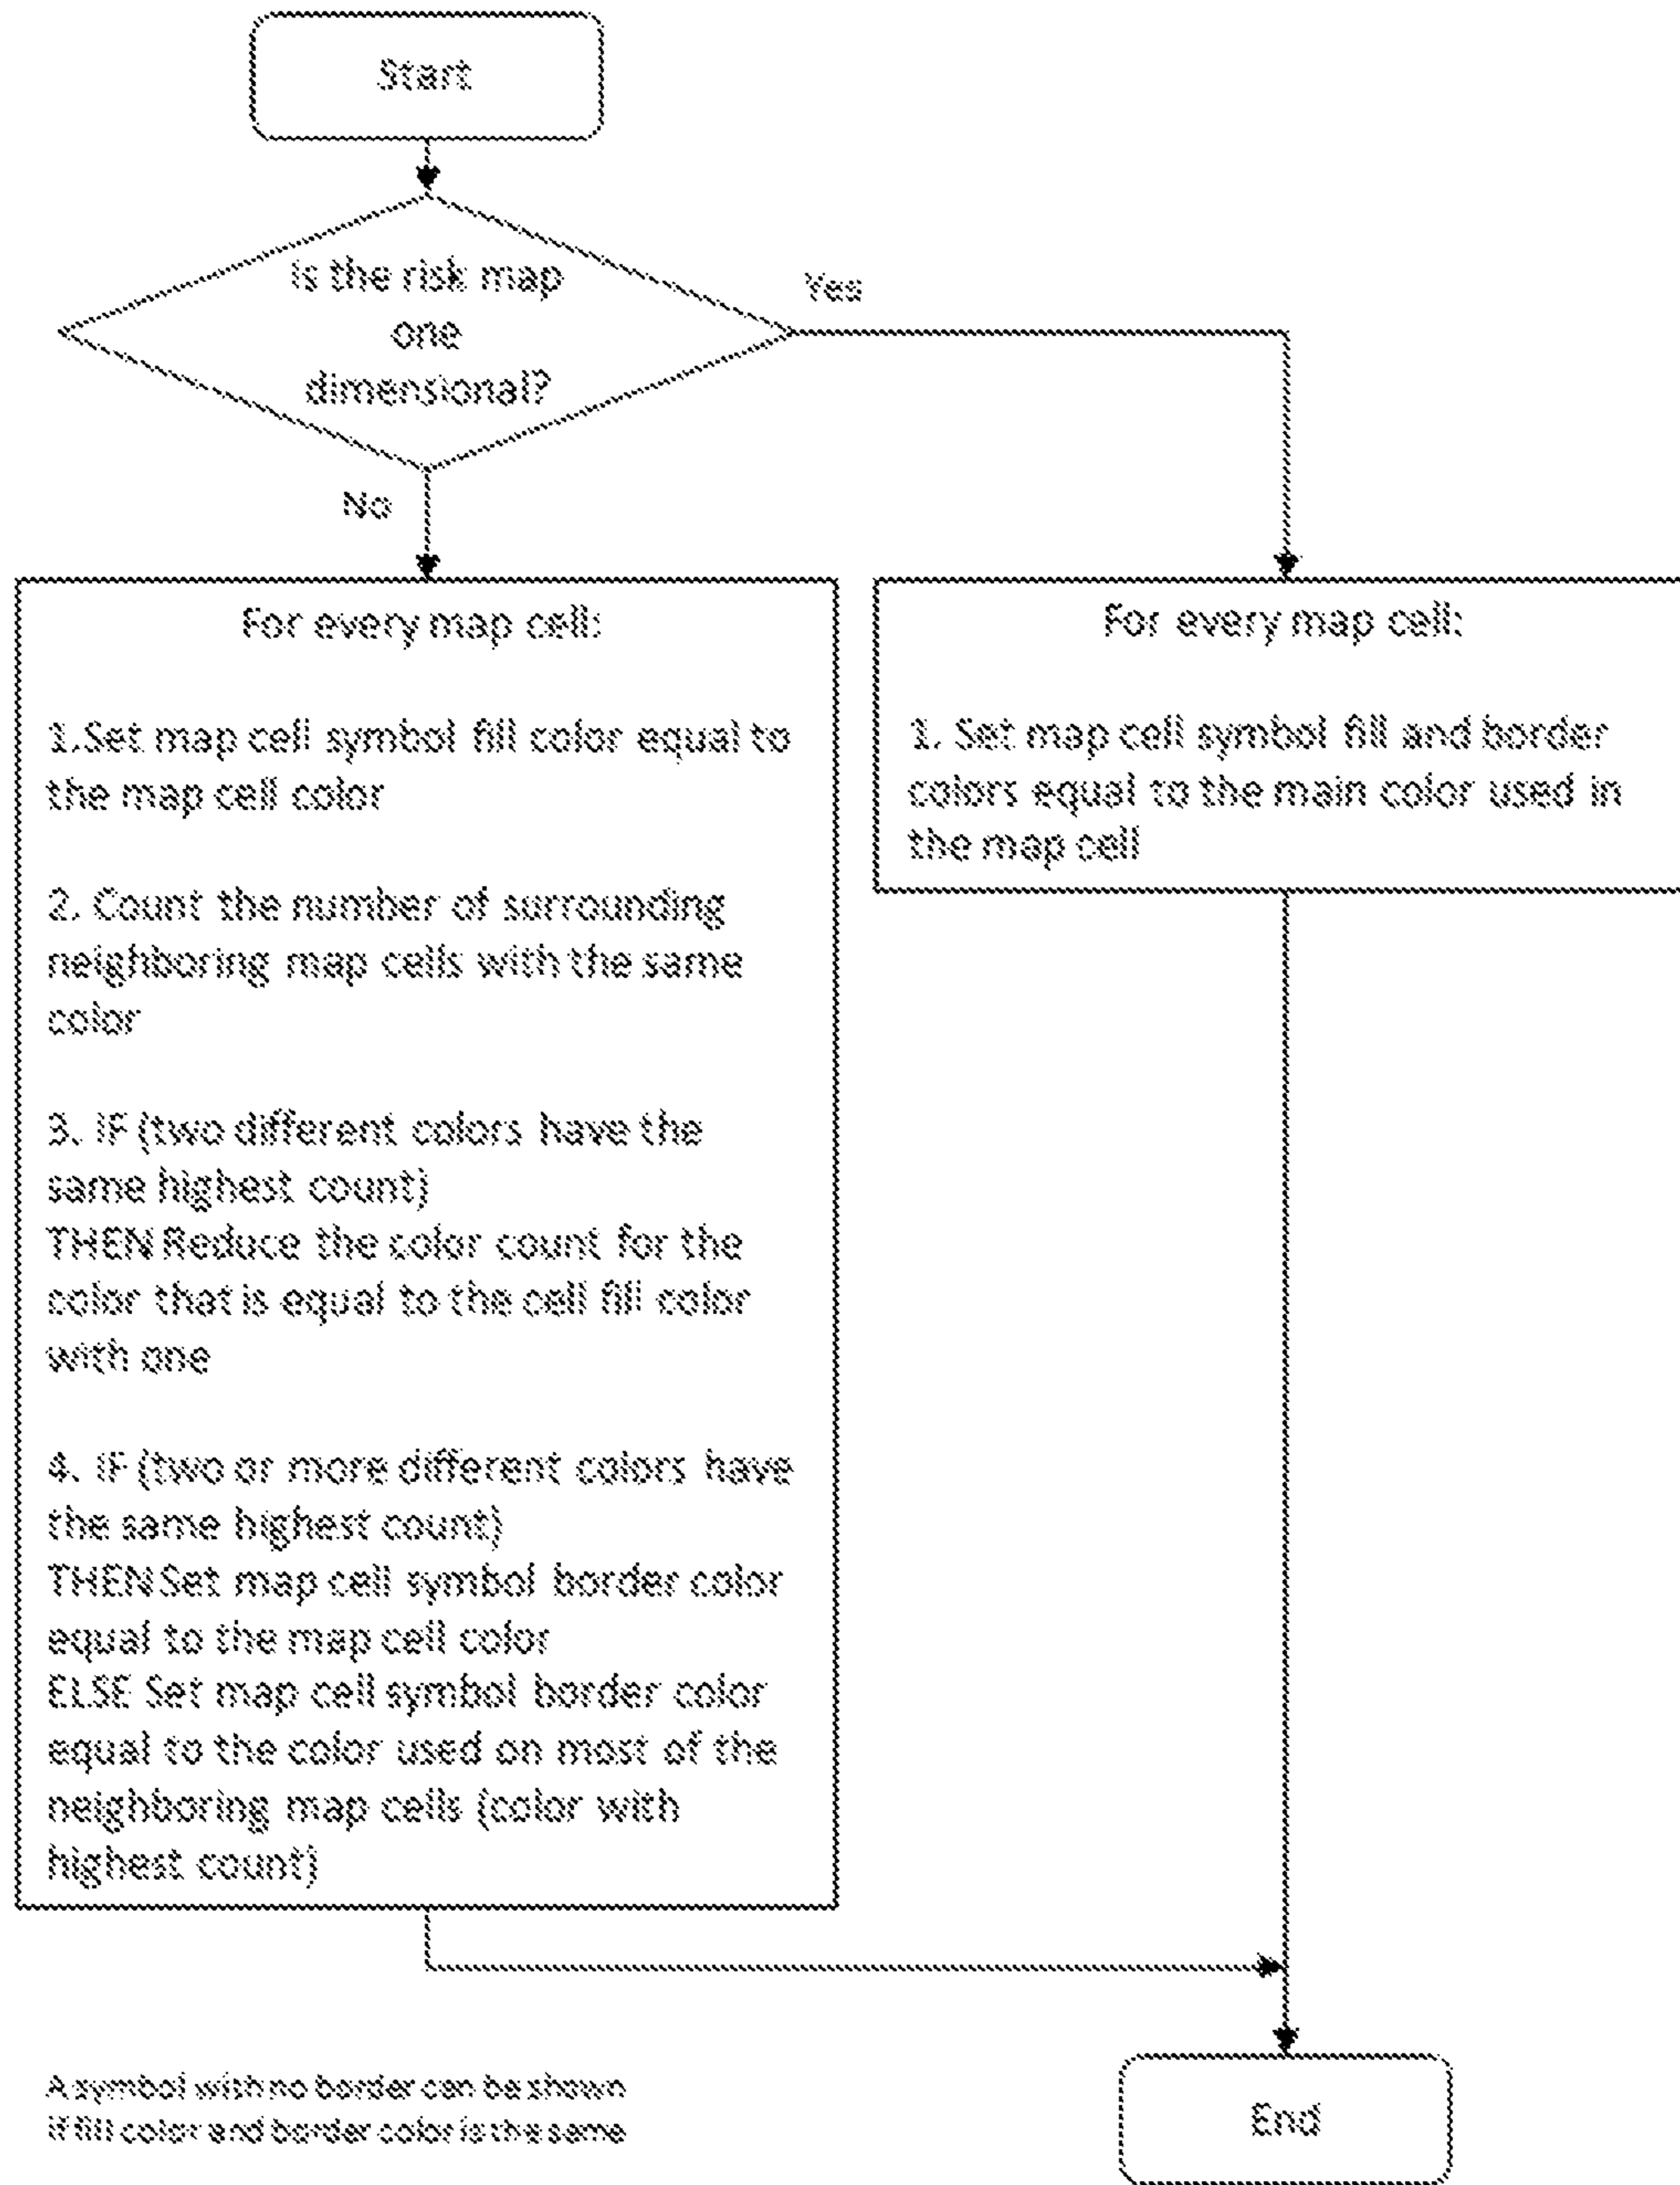 Start
Is the risk map
one
dimensional?
Yes
No
For every map cell:
1.Set map cell symbol fill color equal to
the map cell color
2. Count the number of surrounding
neighboring map cells with the same
color
3. IF (two different colors have the
same highest count)
THEN Reduce the color count for the
color that is equal to the cell fill color
with one
4. IF (two or more different colors have
the same highest count)
THEN Set map cell symbol border color
equal to the map cell color
ELSE Set map cell symbol border color
equal to the color used on most of the
neighboring map cells (color with
highest count)
For every map cell:
1. Set map cell symbol fill and border
colors equal to the main color used in
the map cell
A symbol with no border can be shown
if fill color and border color is the same
End